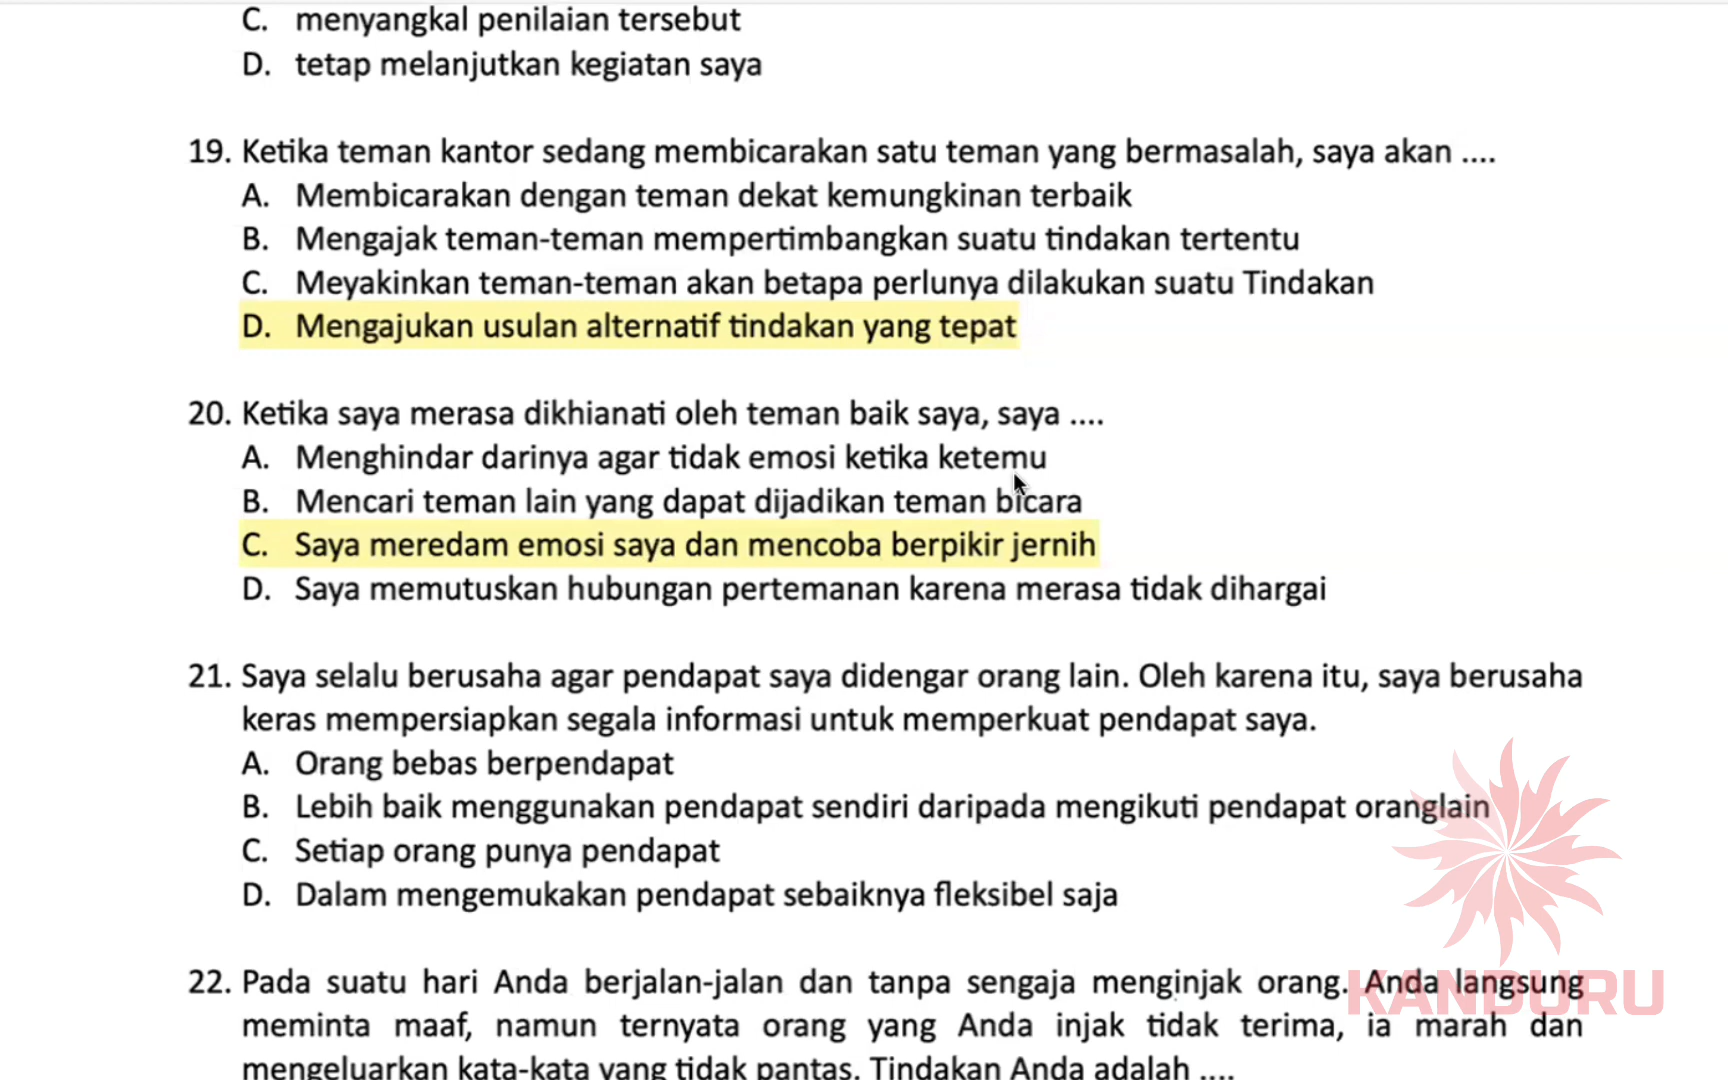 C. menyangkal penilaian tersebut
D. tetap melanjutkan kegiatan saya
19. Ketika teman kantor sedang membicarakan satu teman yang bermasalah, saya akan ....
A. Membicarakan dengan teman dekat kemungkinan terbaik
B. Mengajak teman-teman mempertimbangkan suatu tindakan tertentu
C. Meyakinkan teman-teman akan betapa perlunya dilakukan suatu Tindakan
D. Mengajukan usulan alternatif tindakan yang tepat
20. Ketika saya merasa dikhianati oleh teman baik saya, saya ....
A. Menghindar darinya agar tidak emosi ketika ketemu
B. Mencari teman lain yang dapat dijadikan teman bicara
C. Saya meredam emosi saya dan mencoba berpikir jernih
D. Saya memutuskan hubungan pertemanan karena merasa tidak dihargai
21. Saya selalu berusaha agar pendapat saya didengar orang lain. Oleh karena itu, saya berusaha
keras mempersiapkan segala informasi untuk memperkuat pendapat saya.
A. Orang bebas berpendapat
B. Lebih baik menggunakan pendapat sendiri daripada mengikuti pendapat oranglain
C. Setiap orang punya pendapat
D. Dalam mengemukakan pendapat sebaiknya fleksibel saja
22. Pada suatu hari Anda berjalan-jalan dan tanpa sengaja menginjak orang. Anda langsung
meminta maaf, namun ternyata orang yang Anda injak tidak terima, ia marah dan
mengeluarkan kata-kata yang tidak pantas. Tindakan Anda adalah ....
KANDURU